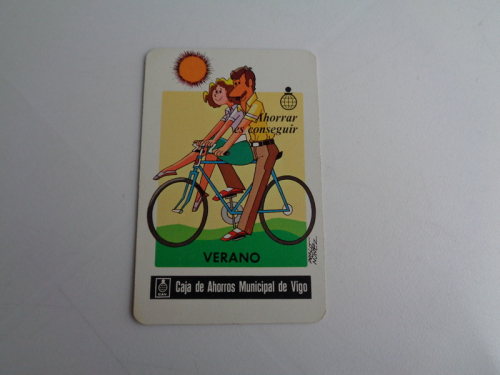 Ahorrar
es conseguir
VERANO
Caja de Ahorros Municipal de Vigo